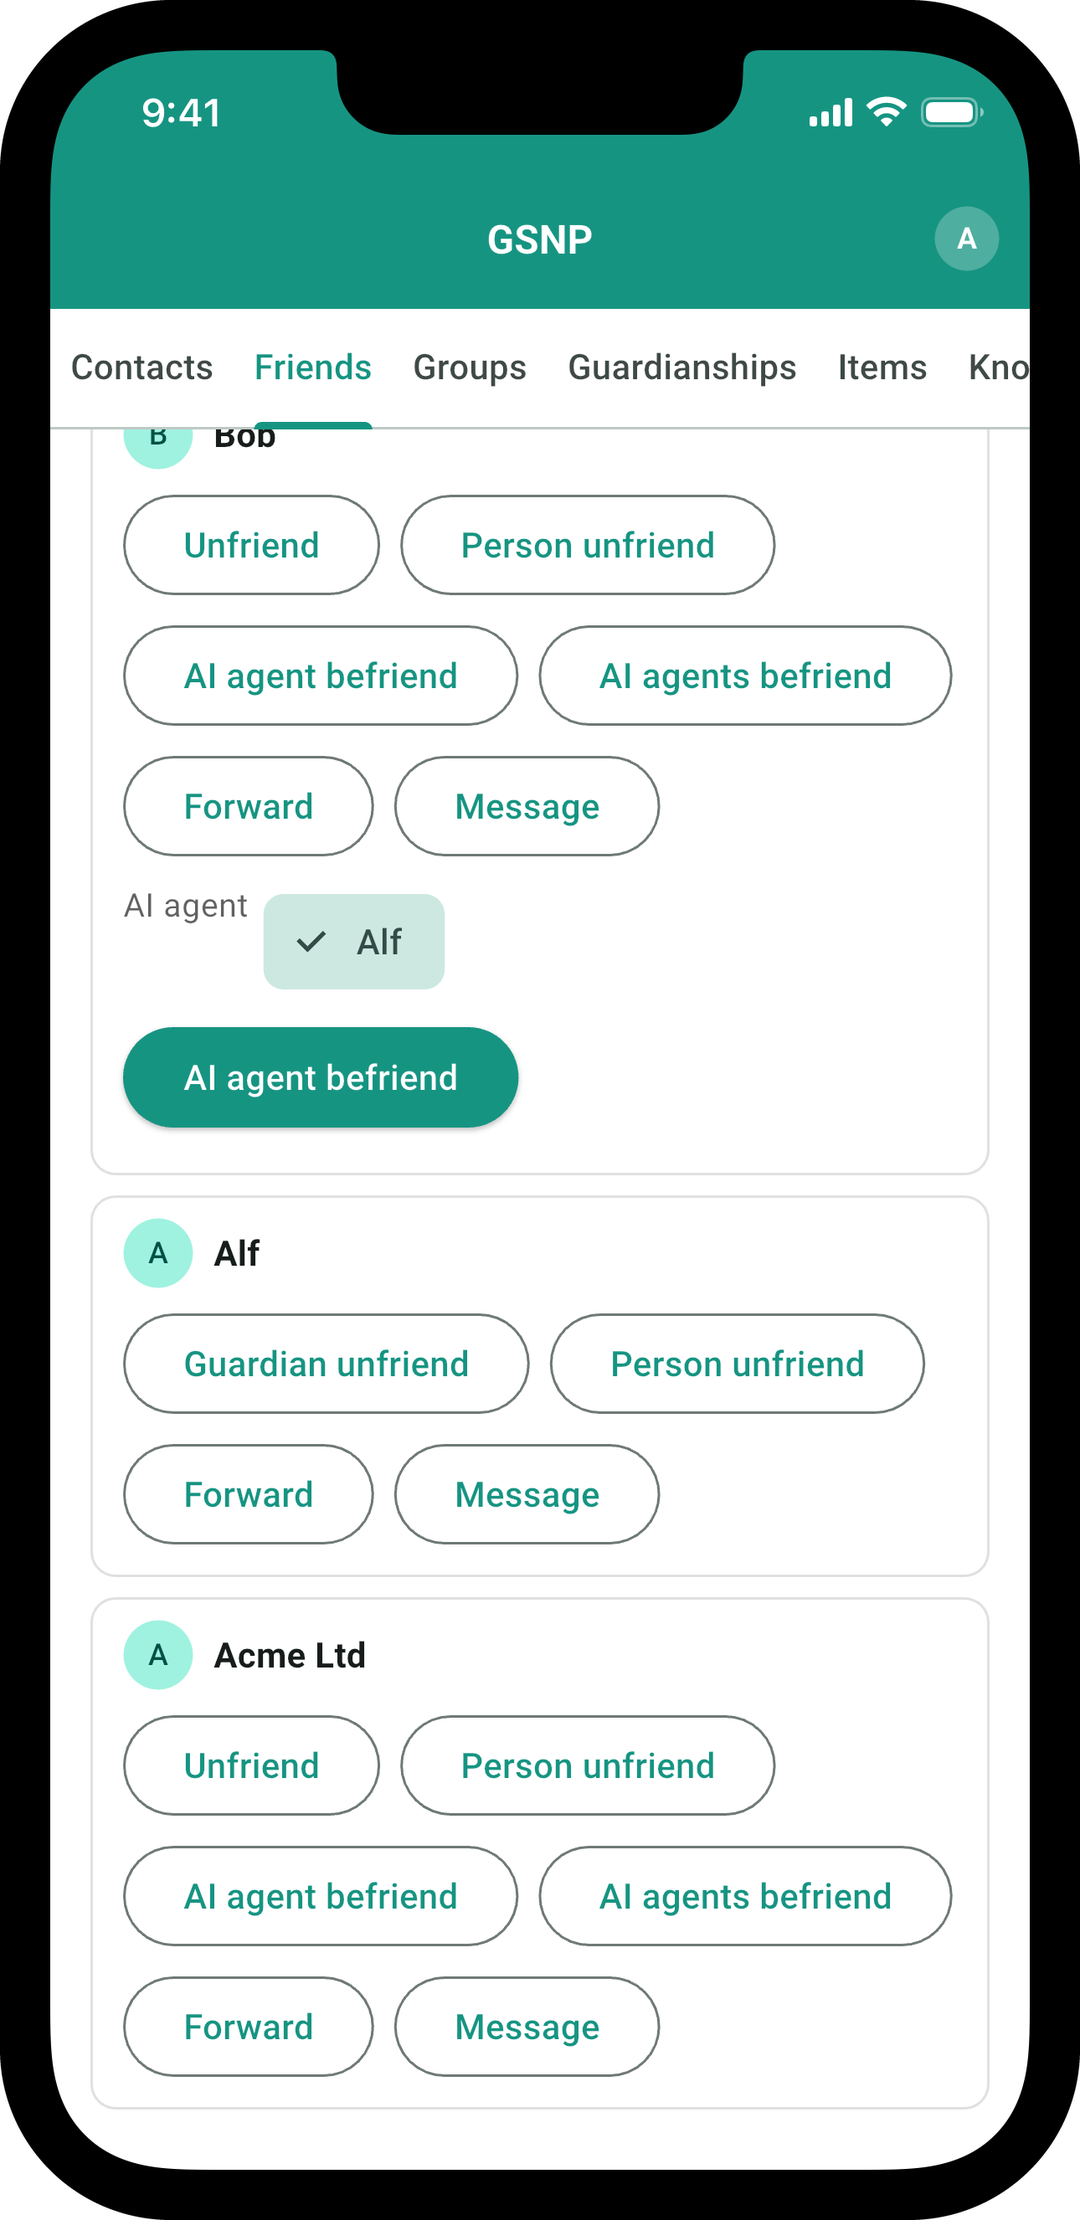 9:41
GSNP
A
Contacts Friends Groups Guardianships Items Kno
B Bob
Unfriend Person unfriend
AI agent befriend AI agents befriend
Forward Message
AI agent
Alf
AI agent befriend
A Alf
Guardian unfriend Person unfriend
Forward Message
A Acme Ltd
Unfriend Person unfriend
AI agent befriend AI agents befriend
Forward Message